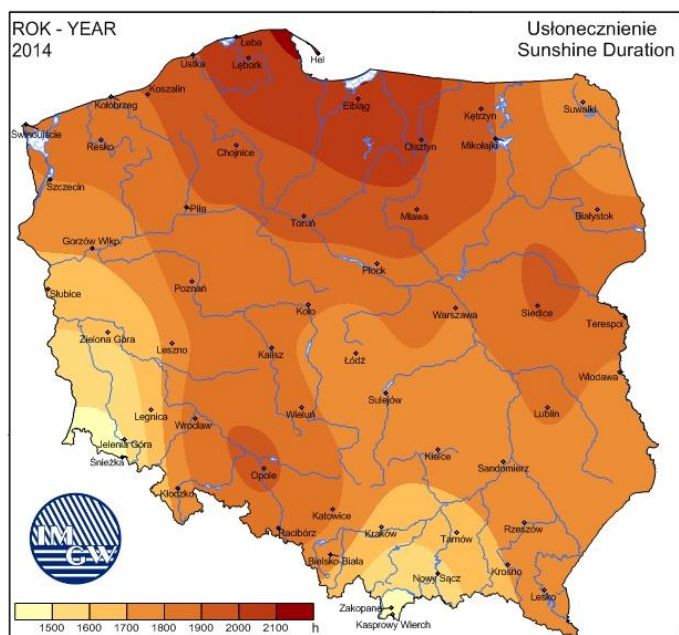 ROK - YEAR
2014
Usłonecznienie
Sunshine Duration
Łeba
Ustka
Lębork
Hel
Koszalin
Kołobrzeg
Elbląg
Kętrzyn
Suwałki
Świnoujście
Resko
Chojnice
Olsztyn
Mikołajki
Szczecin
Piła
Toruń
Mława
Białystok
Gorzów Wlkp.
Płock
Słubice
Poznań
Koło
Warszawa
Siedlce
Terespol
Zielona Góra
Leszno
Kalisz
Łódź
Włodawa
Sulejów
Legnica
Wrocław
Wieluń
Lublin
Jelenia Góra
Śnieżka
Kielce
Sandomierz
Opole
Kłodzko
Katowice
Racibórz
Kraków
Tarnów
Rzeszów
Bielsko-Biała
Nowy Sącz
Krosno
Lesko
Zakopane
Kasprowy Wierch
IM
GW
1500 1600 1700 1800 1900 2000 2100 h